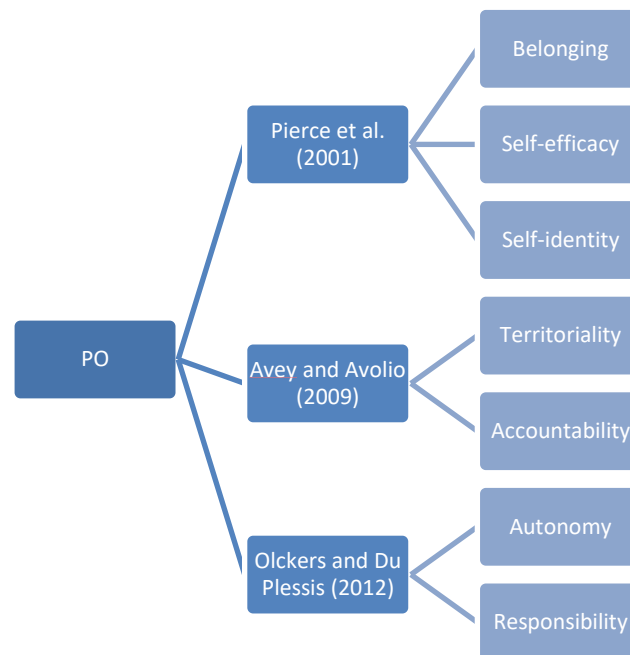 PO
Pierce et al.
(2001)
Belonging
Self-efficacy
Self-identity
Avey and Avolio
(2009)
Territoriality
Accountability
Olckers and Du
Plessis (2012)
Autonomy
Responsibility